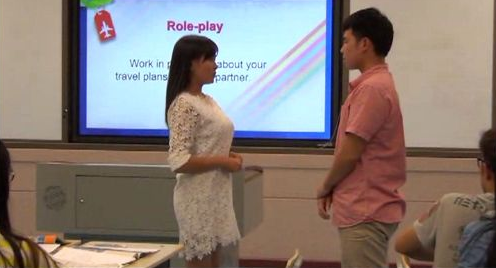 Role-play
Work in p about your
travel plans partner.